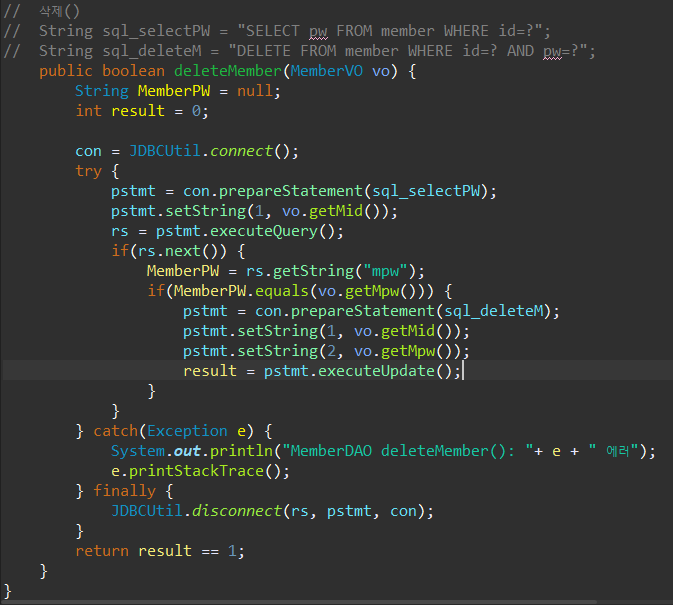 //  삭제()
//  String sql_selectPW = "SELECT pw FROM member WHERE id=?";
//  String sql_deleteM = "DELETE FROM member WHERE id=? AND pw=?";
    public boolean deleteMember(MemberVO vo) {
        String MemberPW = null;
        int result = 0;

        con = JDBCUtil.connect();
        try {
            pstmt = con.prepareStatement(sql_selectPW);
            pstmt.setString(1, vo.getMid());
            rs = pstmt.executeQuery();
            if(rs.next()) {
                MemberPW = rs.getString("mpw");
                if(MemberPW.equals(vo.getMpw())) {
                    pstmt = con.prepareStatement(sql_deleteM);
                    pstmt.setString(1, vo.getMid());
                    pstmt.setString(2, vo.getMpw());
                    result = pstmt.executeUpdate();
                }
            }
        } catch(Exception e) {
            System.out.println("MemberDAO deleteMember(): "+ e + " 에러");
            e.printStackTrace();
        } finally {
            JDBCUtil.disconnect(rs, pstmt, con);
        }
        return result == 1;
    }
}